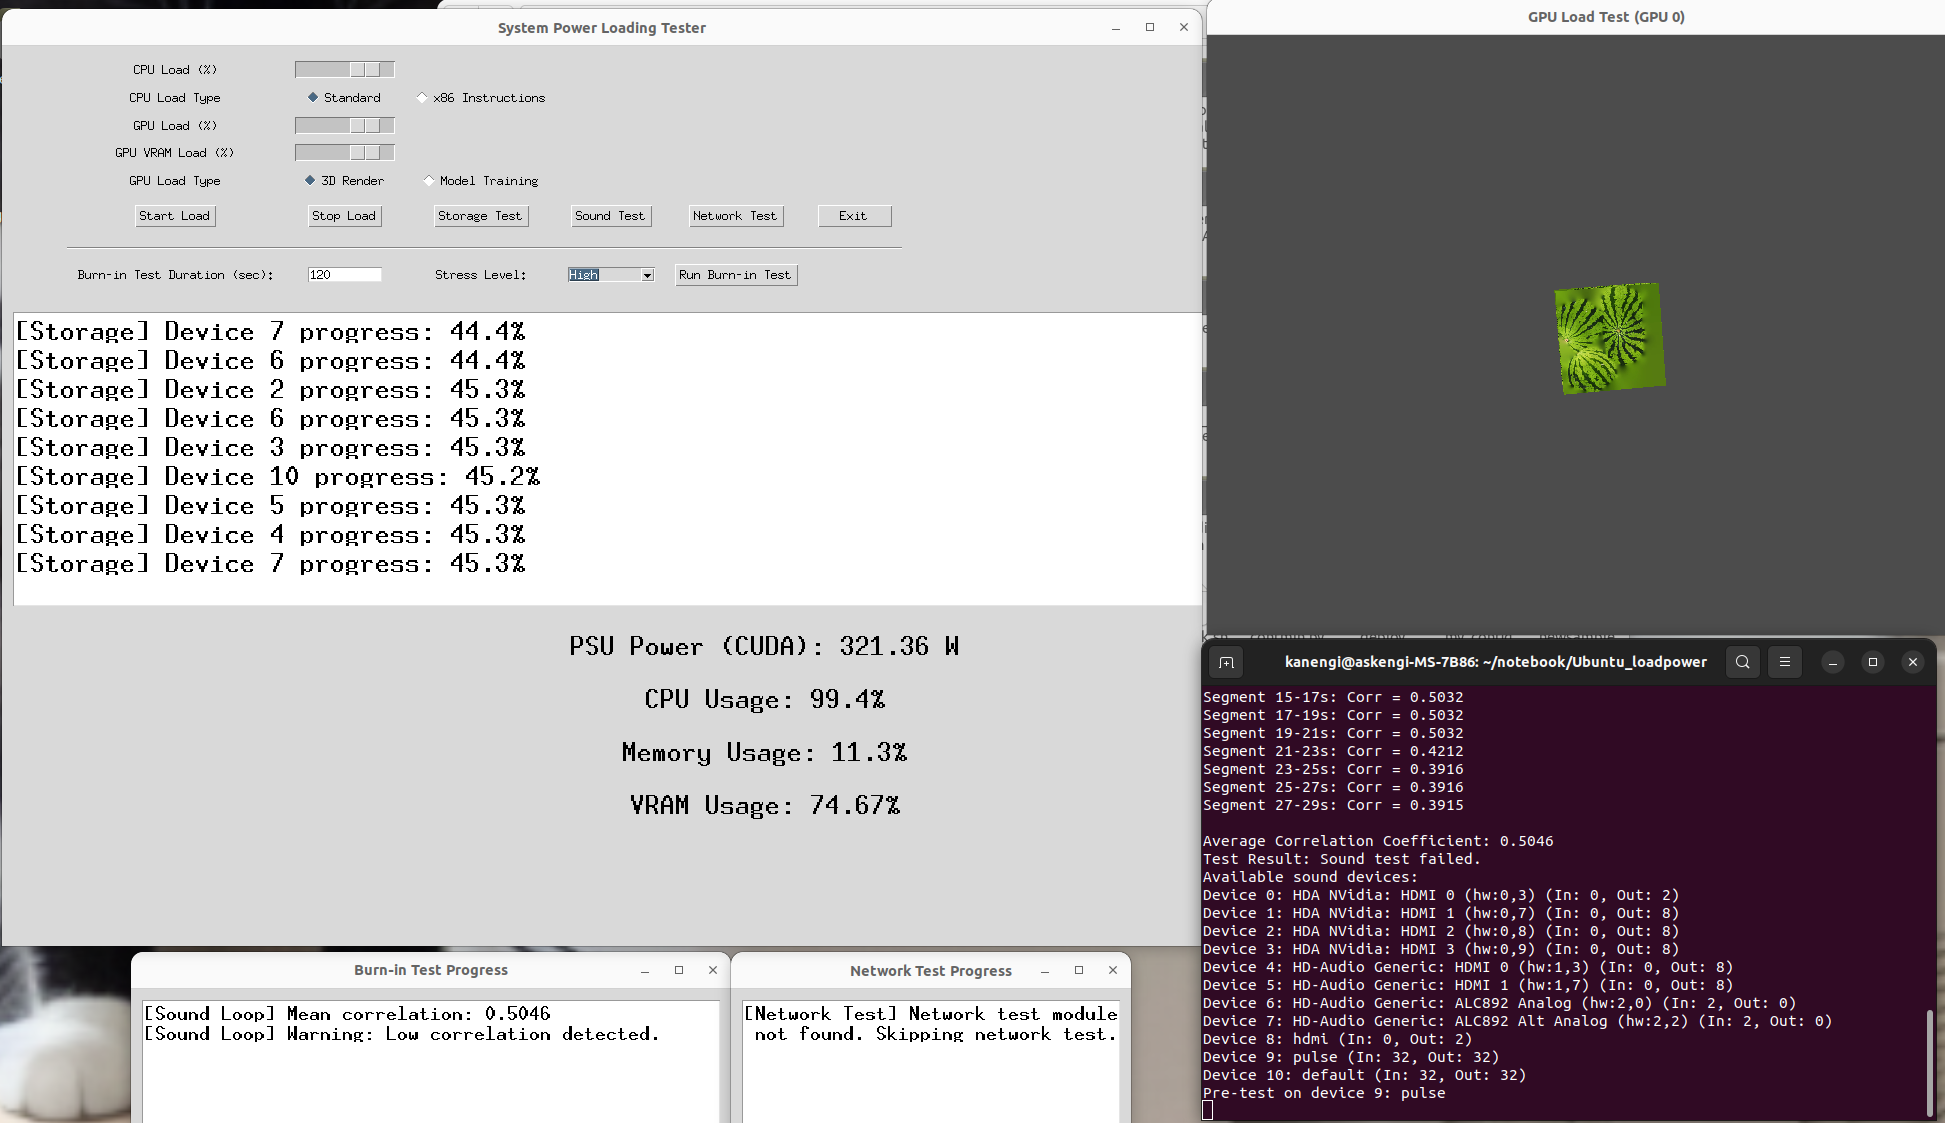 System Power Loading Tester
CPU Load (%)
CPU Load Type
Standard
x86 Instructions
GPU Load (%)
GPU VRAM Load (%)
GPU Load Type
3D Render
Model Training
Start Load
Stop Load
Storage Test
Sound Test
Network Test
Exit
Burn-in Test Duration (sec):
120
Stress Level:
High
Run Burn-in Test
[Storage] Device 7 progress: 44.4%
[Storage] Device 6 progress: 44.4%
[Storage] Device 2 progress: 45.3%
[Storage] Device 6 progress: 45.3%
[Storage] Device 3 progress: 45.3%
[Storage] Device 10 progress: 45.2%
[Storage] Device 5 progress: 45.3%
[Storage] Device 4 progress: 45.3%
[Storage] Device 7 progress: 45.3%
PSU Power (CUDA): 321.36 W
CPU Usage: 99.4%
Memory Usage: 11.3%
VRAM Usage: 74.67%
GPU Load Test (GPU 0)
kanengi@askengi-MS-7B86: ~/notebook/Ubuntu_loadpower
Segment 15-17s: Corr = 0.5032
Segment 17-19s: Corr = 0.5032
Segment 19-21s: Corr = 0.5032
Segment 21-23s: Corr = 0.4212
Segment 23-25s: Corr = 0.3916
Segment 25-27s: Corr = 0.3916
Segment 27-29s: Corr = 0.3915
Average Correlation Coefficient: 0.5046
Test Result: Sound test failed.
Available sound devices:
Device 0: HDA NVidia: HDMI 0 (hw:0,3) (In: 0, Out: 2)
Device 1: HDA NVidia: HDMI 1 (hw:0,7) (In: 0, Out: 8)
Device 2: HDA NVidia: HDMI 2 (hw:0,8) (In: 0, Out: 8)
Device 3: HDA NVidia: HDMI 3 (hw:0,9) (In: 0, Out: 8)
Device 4: HD-Audio Generic: HDMI 0 (hw:1,3) (In: 0, Out: 8)
Device 5: HD-Audio Generic: HDMI 1 (hw:1,7) (In: 0, Out: 8)
Device 6: HD-Audio Generic: ALC892 Analog (hw:2,0) (In: 2, Out: 0)
Device 7: HD-Audio Generic: ALC892 Alt Analog (hw:2,2) (In: 2, Out: 0)
Device 8: hdmi (In: 0, Out: 2)
Device 9: pulse (In: 32, Out: 32)
Device 10: default (In: 32, Out: 32)
Pre-test on device 9: pulse
Burn-in Test Progress
[Sound Loop] Mean correlation: 0.5046
[Sound Loop] Warning: Low correlation detected.
Network Test Progress
[Network Test] Network test module
not found. Skipping network test.